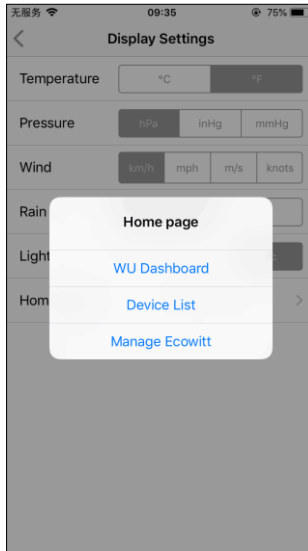 无服务 09:35 75%
Display Settings
Temperature °C °F
Pressure hPa inHg mmHg
Wind km/h mph m/s knots
Rain
Home page
Light
WU Dashboard
Hom
Device List
Manage Ecowitt